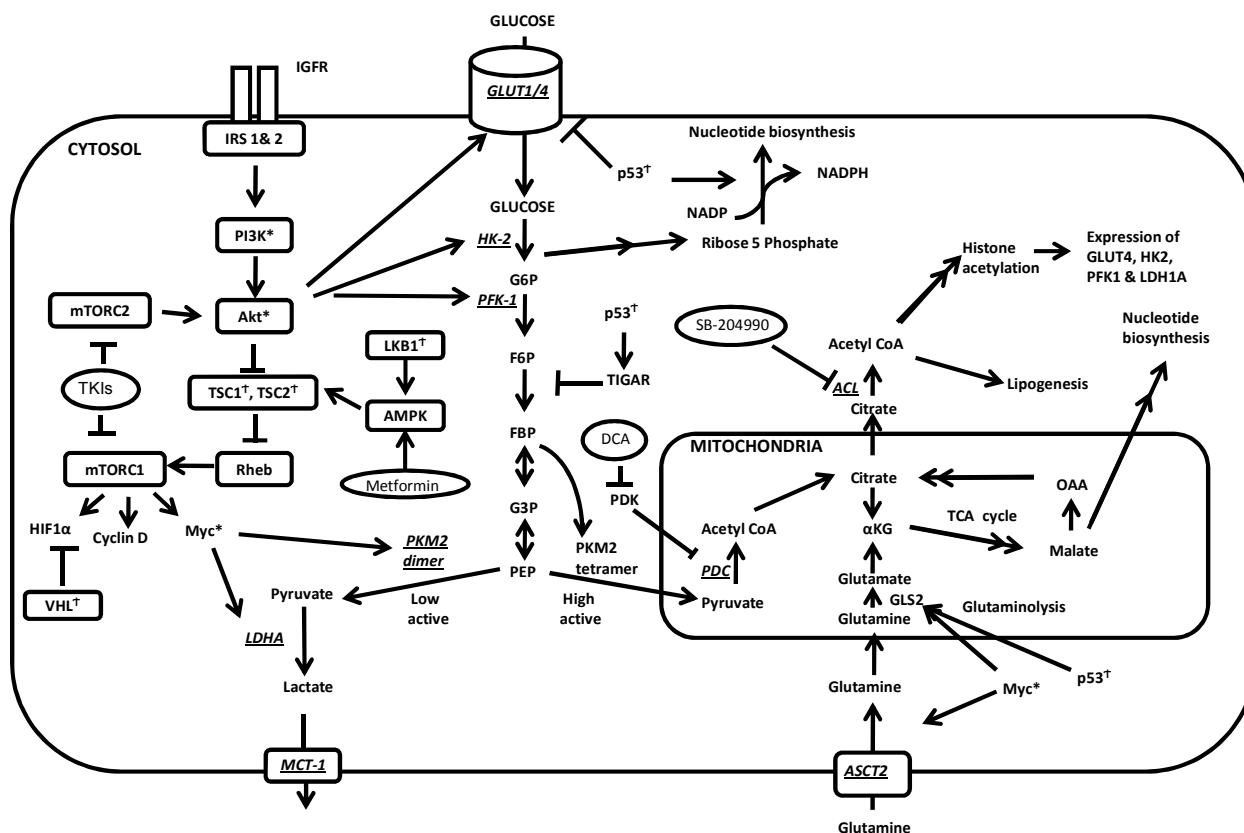 GLUCOSE
IGFR
GLUT1/4
IRS 1& 2
CYTOSOL
Nucleotide biosynthesis
p53†
NADPH
NADP
GLUCOSE
PI3K*
HK-2
Ribose 5 Phosphate
Histone
acetylation
Expression of
GLUT4, HK2,
PFK1 & LDH1A
G6P
mTORC2
Akt*
PFK-1
p53†
SB-204990
Nucleotide
biosynthesis
LKB1†
Acetyl CoA
F6P
TIGAR
TKIs
TSC1†, TSC2†
ACL
Lipogenesis
AMPK
Citrate
FBP
DCA
MITOCHONDRIA
mTORC1
Rheb
Metformin
Citrate
OAA
PDK
G3P
HIF1α
Cyclin D
Myc*
Acetyl CoA
αKG
TCA cycle
PKM2
dimer
PKM2
tetramer
Malate
PEP
PDC
Glutamate
VHL†
Pyruvate
Low
active
High
active
Pyruvate
GLS2
Glutaminolysis
Glutamine
LDHA
Lactate
Glutamine
Myc*
p53†
MCT-1
ASCT2
Glutamine